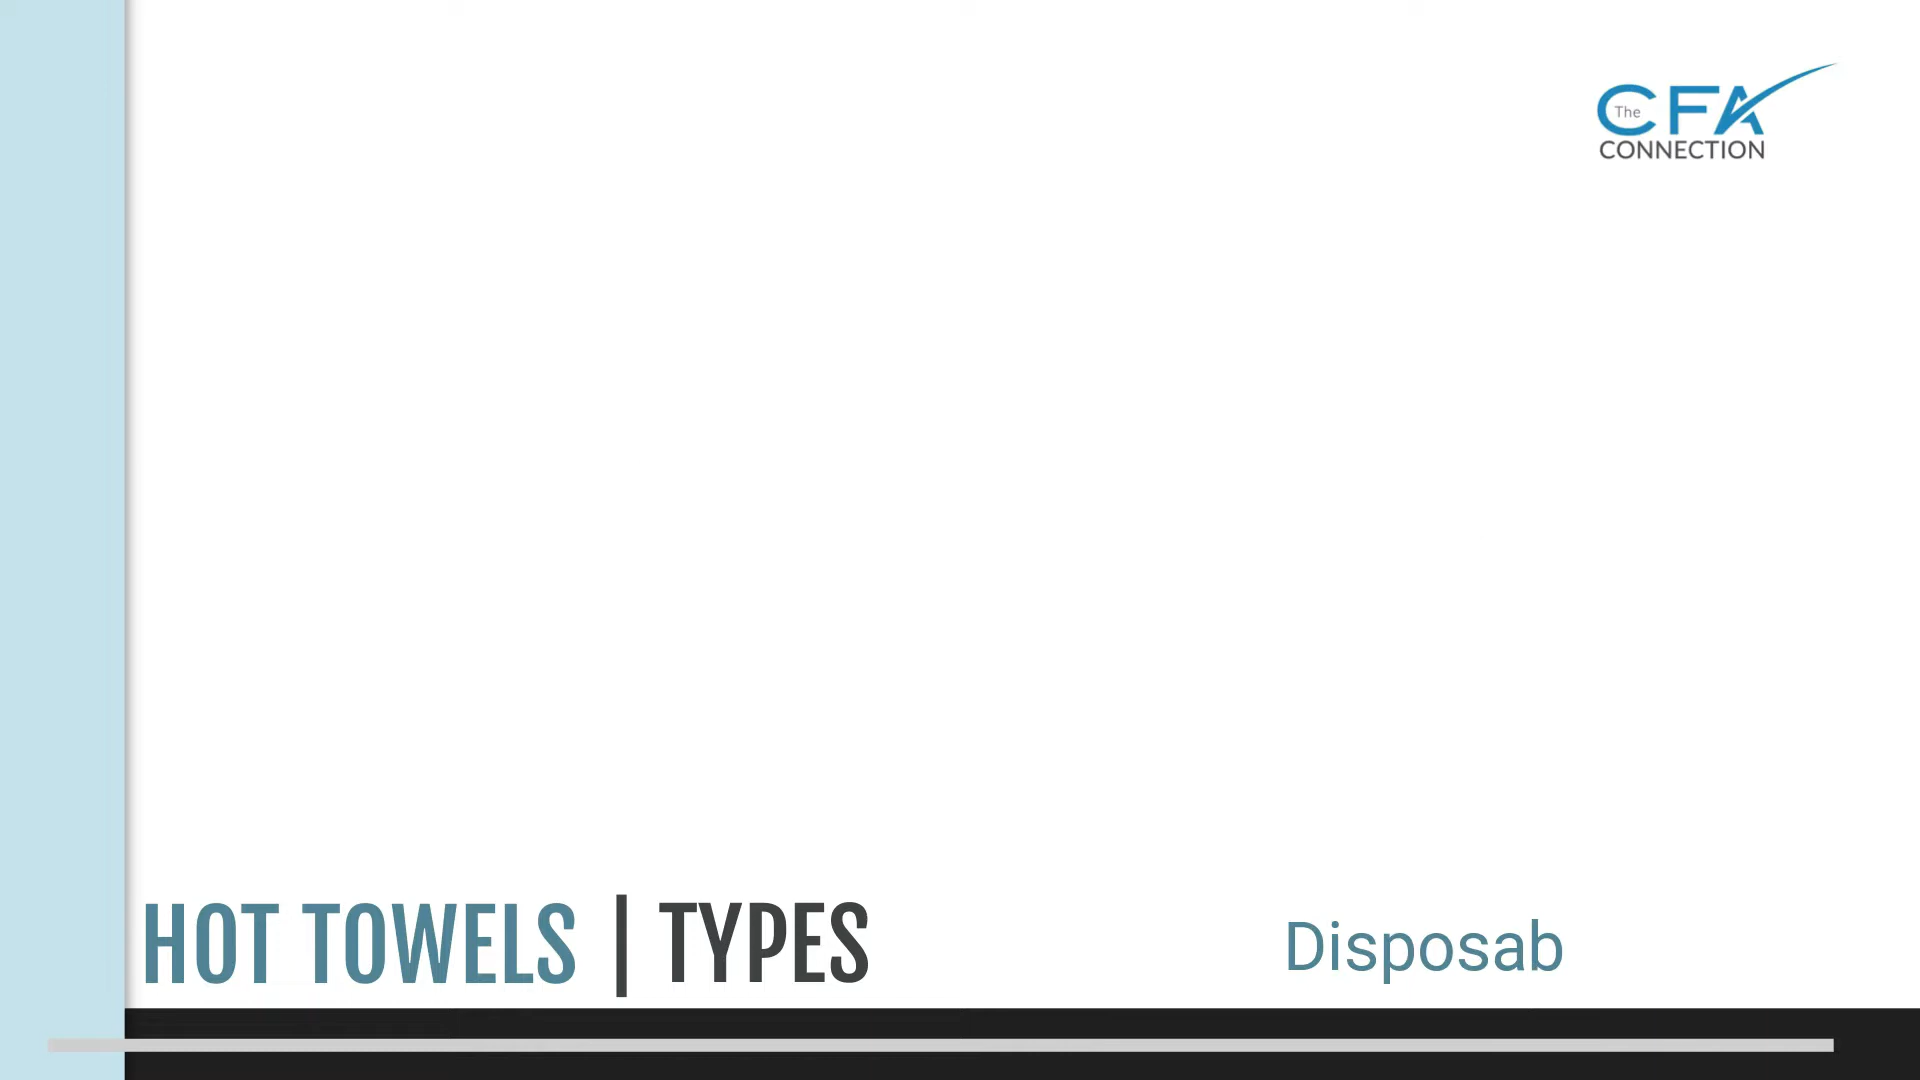 The CFA
CONNECTION
HOT TOWELS | TYPES
Disposab